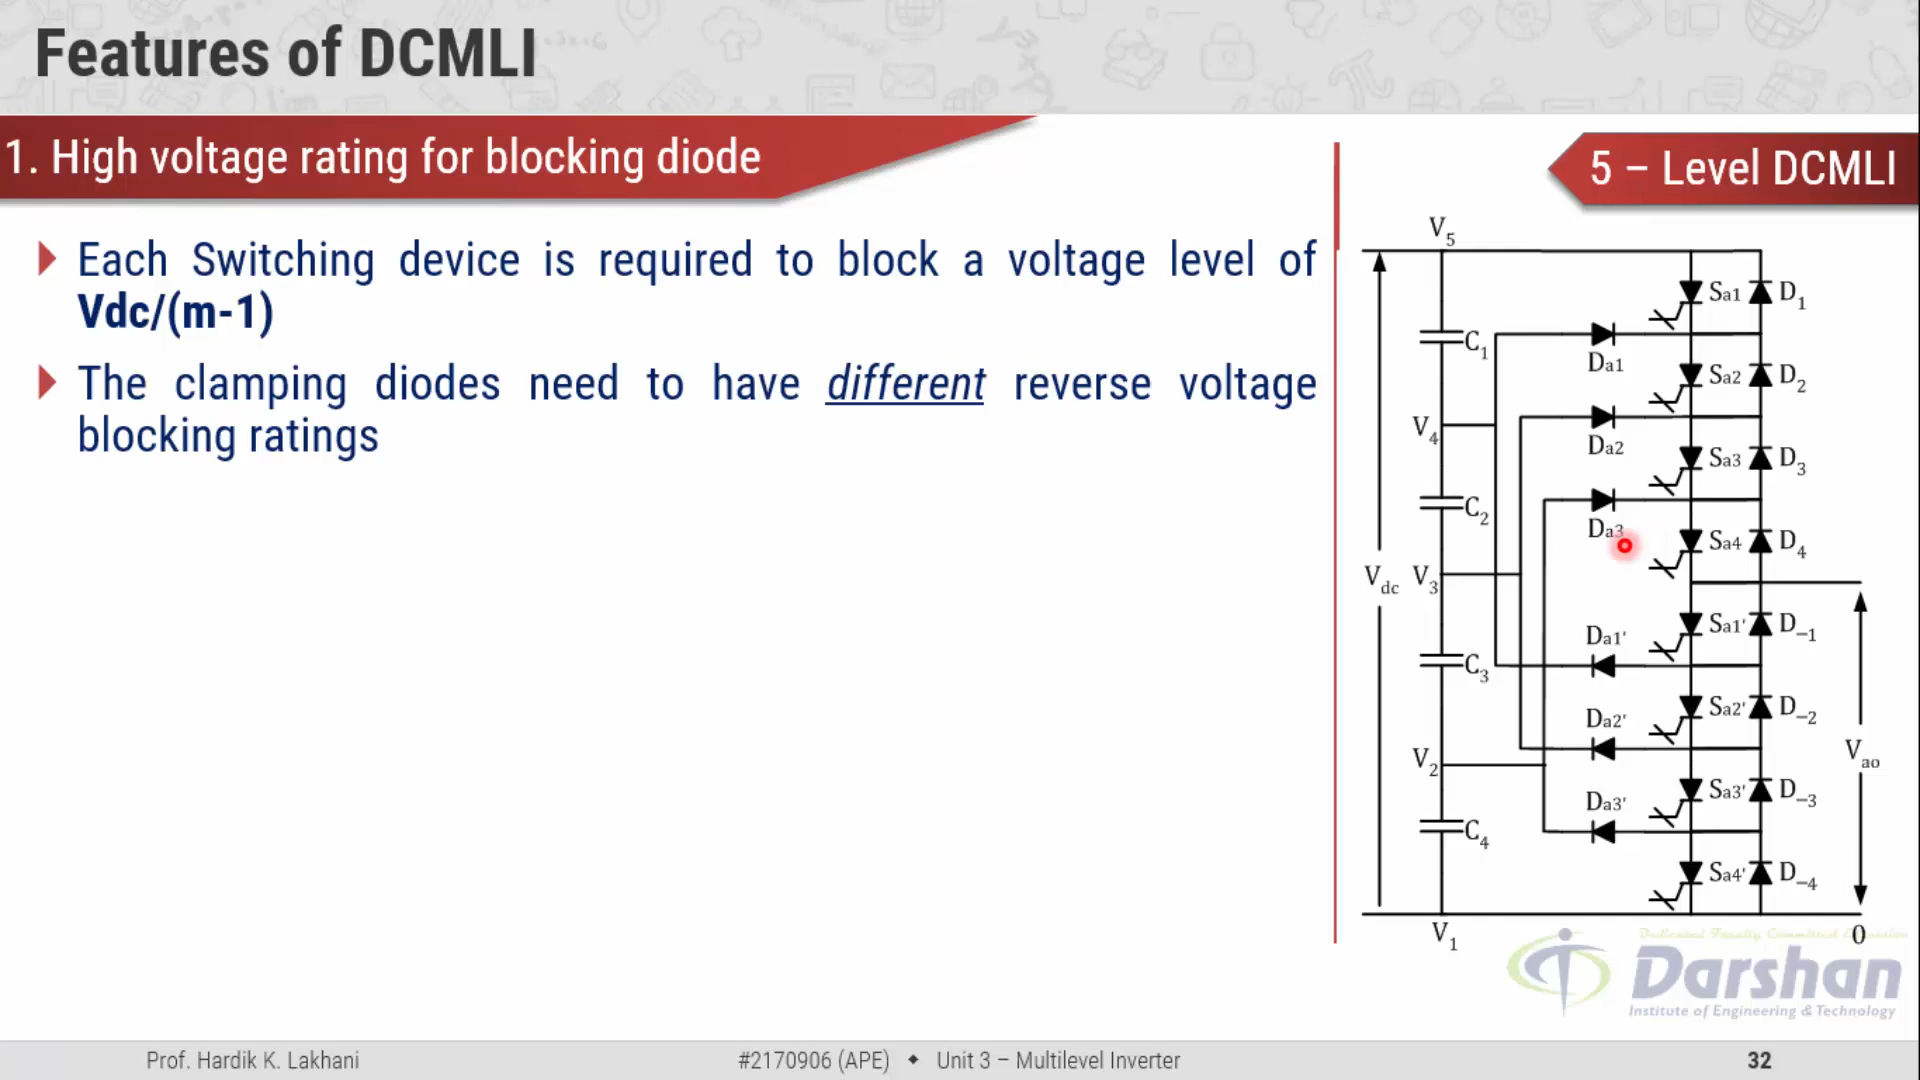 Features of DCMLI
1. High voltage rating for blocking diode
5 – Level DCMLI
Each Switching device is required to block a voltage level of
Vdc/(m-1)
The clamping diodes need to have different reverse voltage
blocking ratings
V5
Sa1 D1
C1
Da1
Sa2 D2
V4
Da2
Sa3 D3
C2
Da3
Sa4 D4
Vdc V3
Da1' Sa1' D–1
C3
Da2' Sa2' D–2
V2
Vao
Da3' Sa3' D–3
C4
Sa4' D–4
V1
0
Darshan
Institute of Engineering & Technology
Prof. Hardik K. Lakhani
#2170906 (APE) ◆ Unit 3 – Multilevel Inverter
32